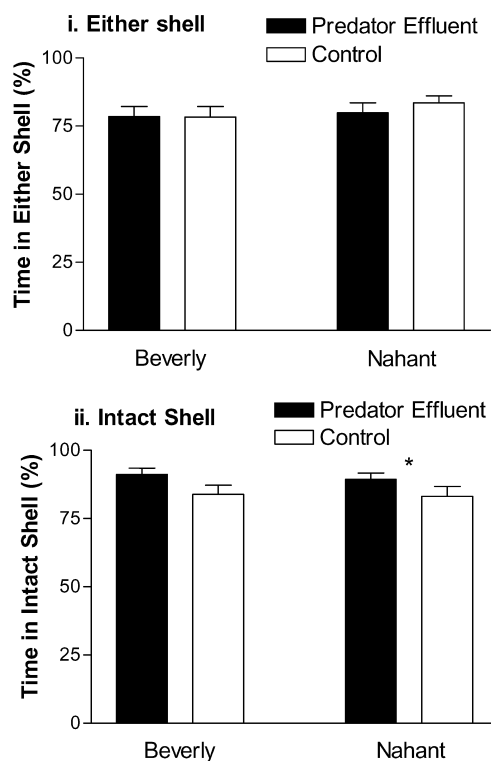 i. Either shell
Predator Effluent
Control
Time in Either Shell (%)
100
75
50
25
0
Beverly
Nahant
ii. Intact Shell
Predator Effluent
Control
Time in Intact Shell (%)
100
75
50
25
0
*
Beverly
Nahant